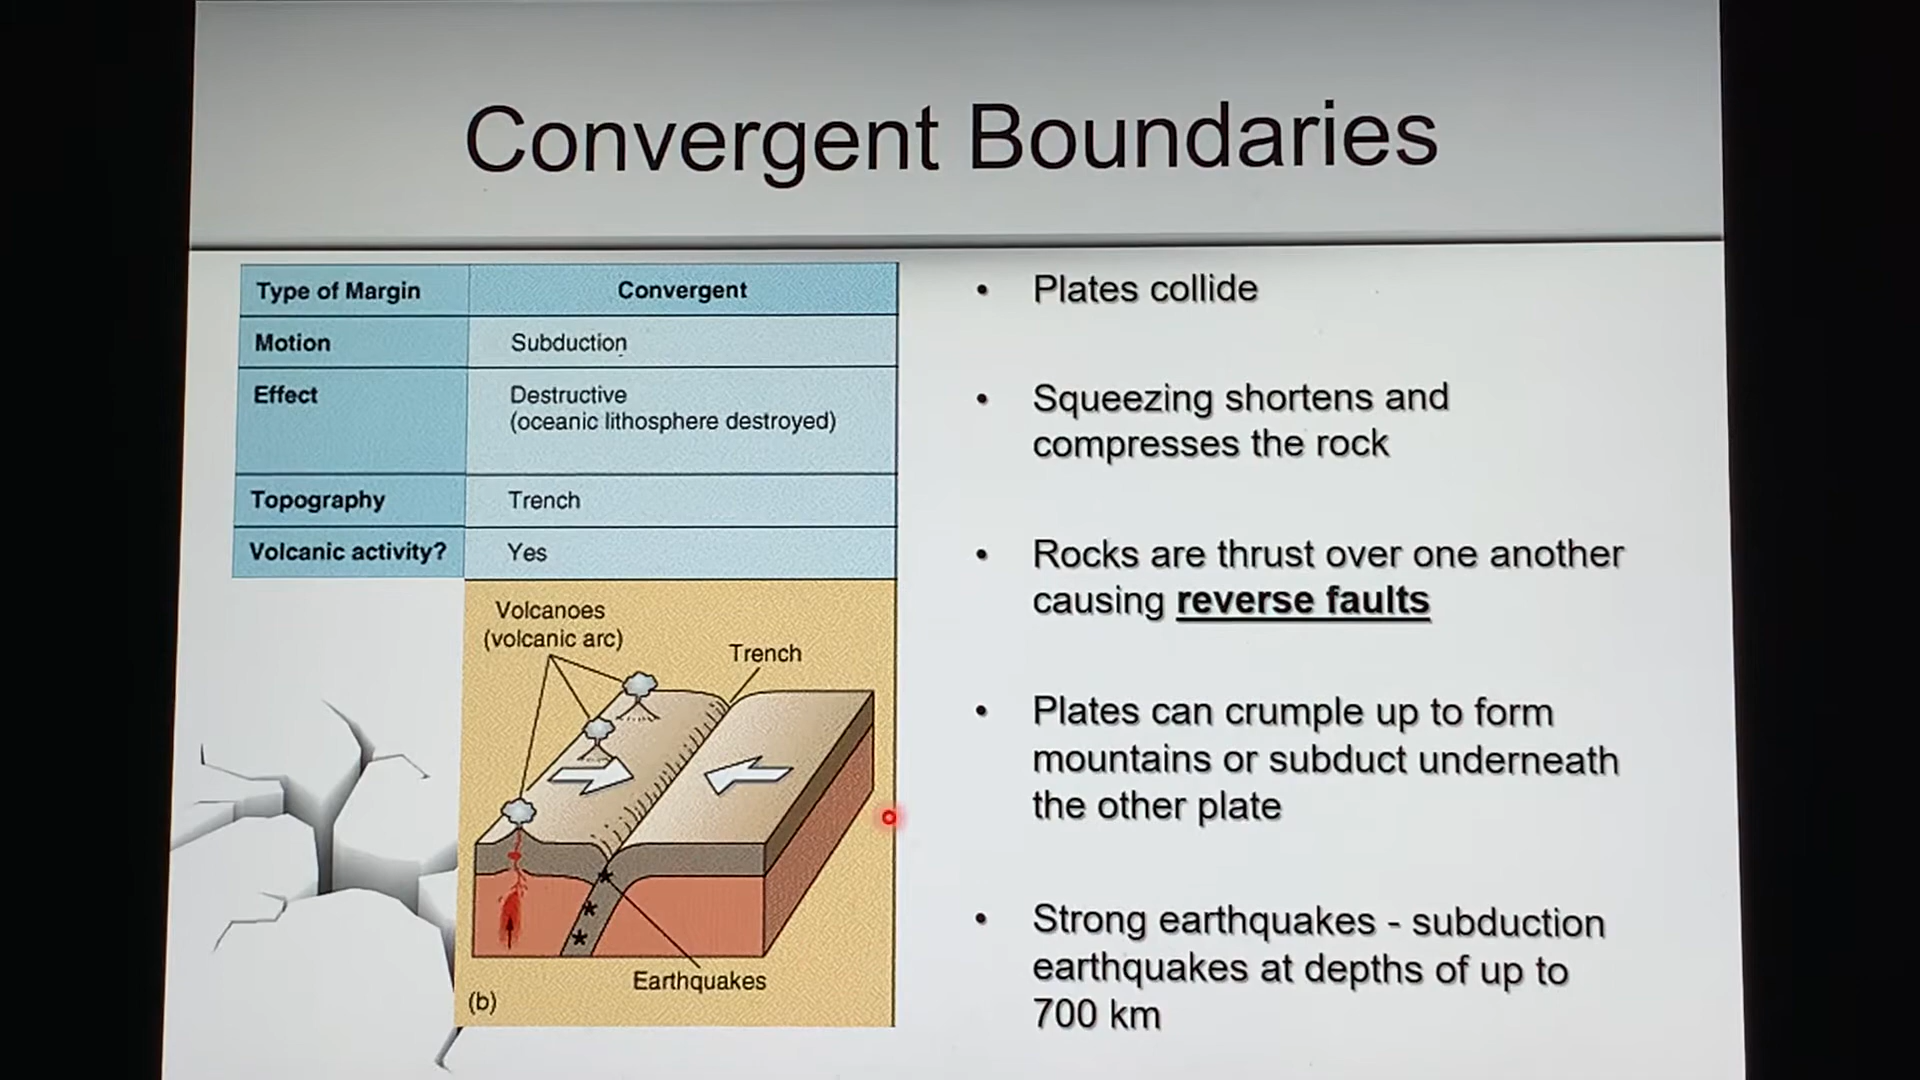 Convergent Boundaries
Type of Margin
Convergent
Motion
Subduction
Effect
Destructive
(oceanic lithosphere destroyed)
Topography
Trench
Volcanic activity?
Yes
Volcanoes
(volcanic arc)
Trench
Earthquakes
(b)
• Plates collide
• Squeezing shortens and
compresses the rock
• Rocks are thrust over one another
causing reverse faults
• Plates can crumple up to form
mountains or subduct underneath
the other plate
• Strong earthquakes - subduction
earthquakes at depths of up to
700 km